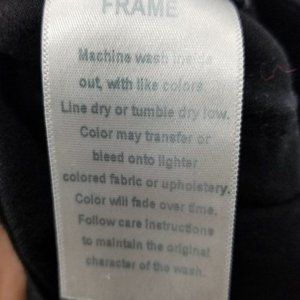 FRAME
Machine wash inside
out, with like colors.
Line dry or tumble dry low.
Color may transfer or
bleed onto lighter
colored fabric or upholstery.
Color will fade over time.
Follow care instructions
to maintain the original
character of the wash.